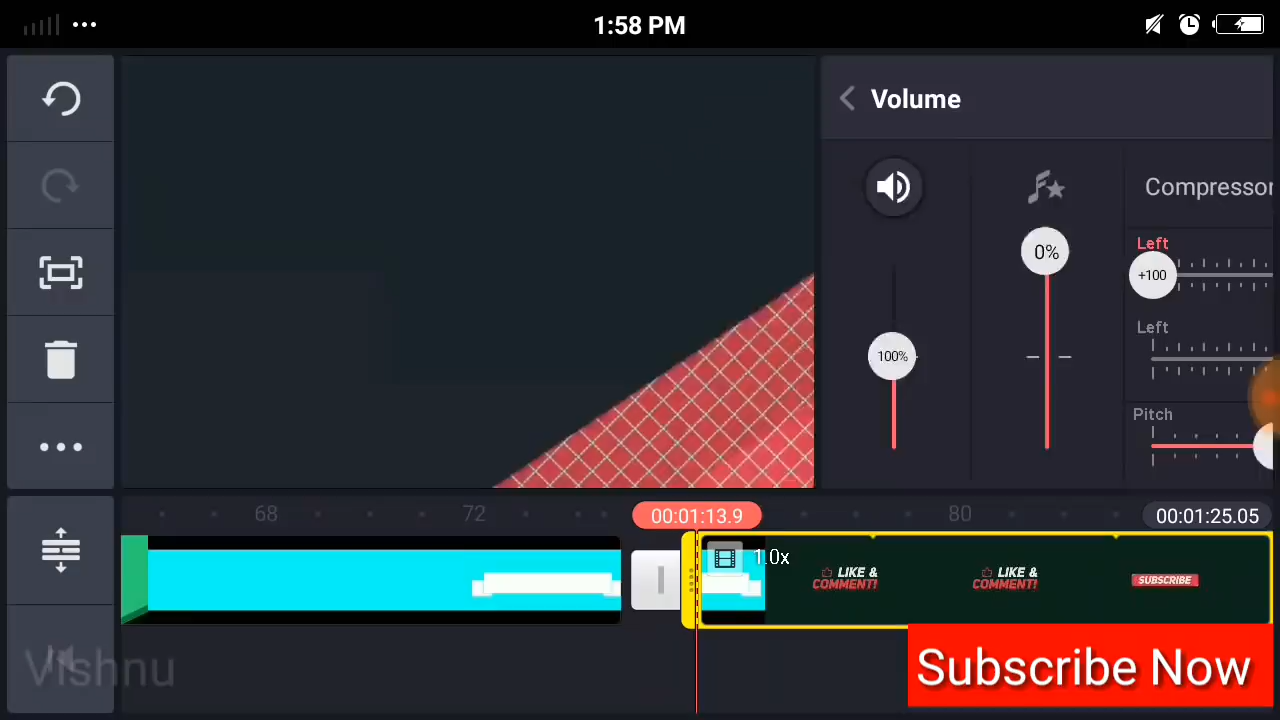 1:58 PM
Volume
Compressor
0%
100%
Left
+100
Left
Pitch
68
72
00:01:13.9
80
00:01:25.05
1.0x
LIKE &
COMMENT!
LIKE &
COMMENT!
SUBSCRIBE
Vishnu
Subscribe Now